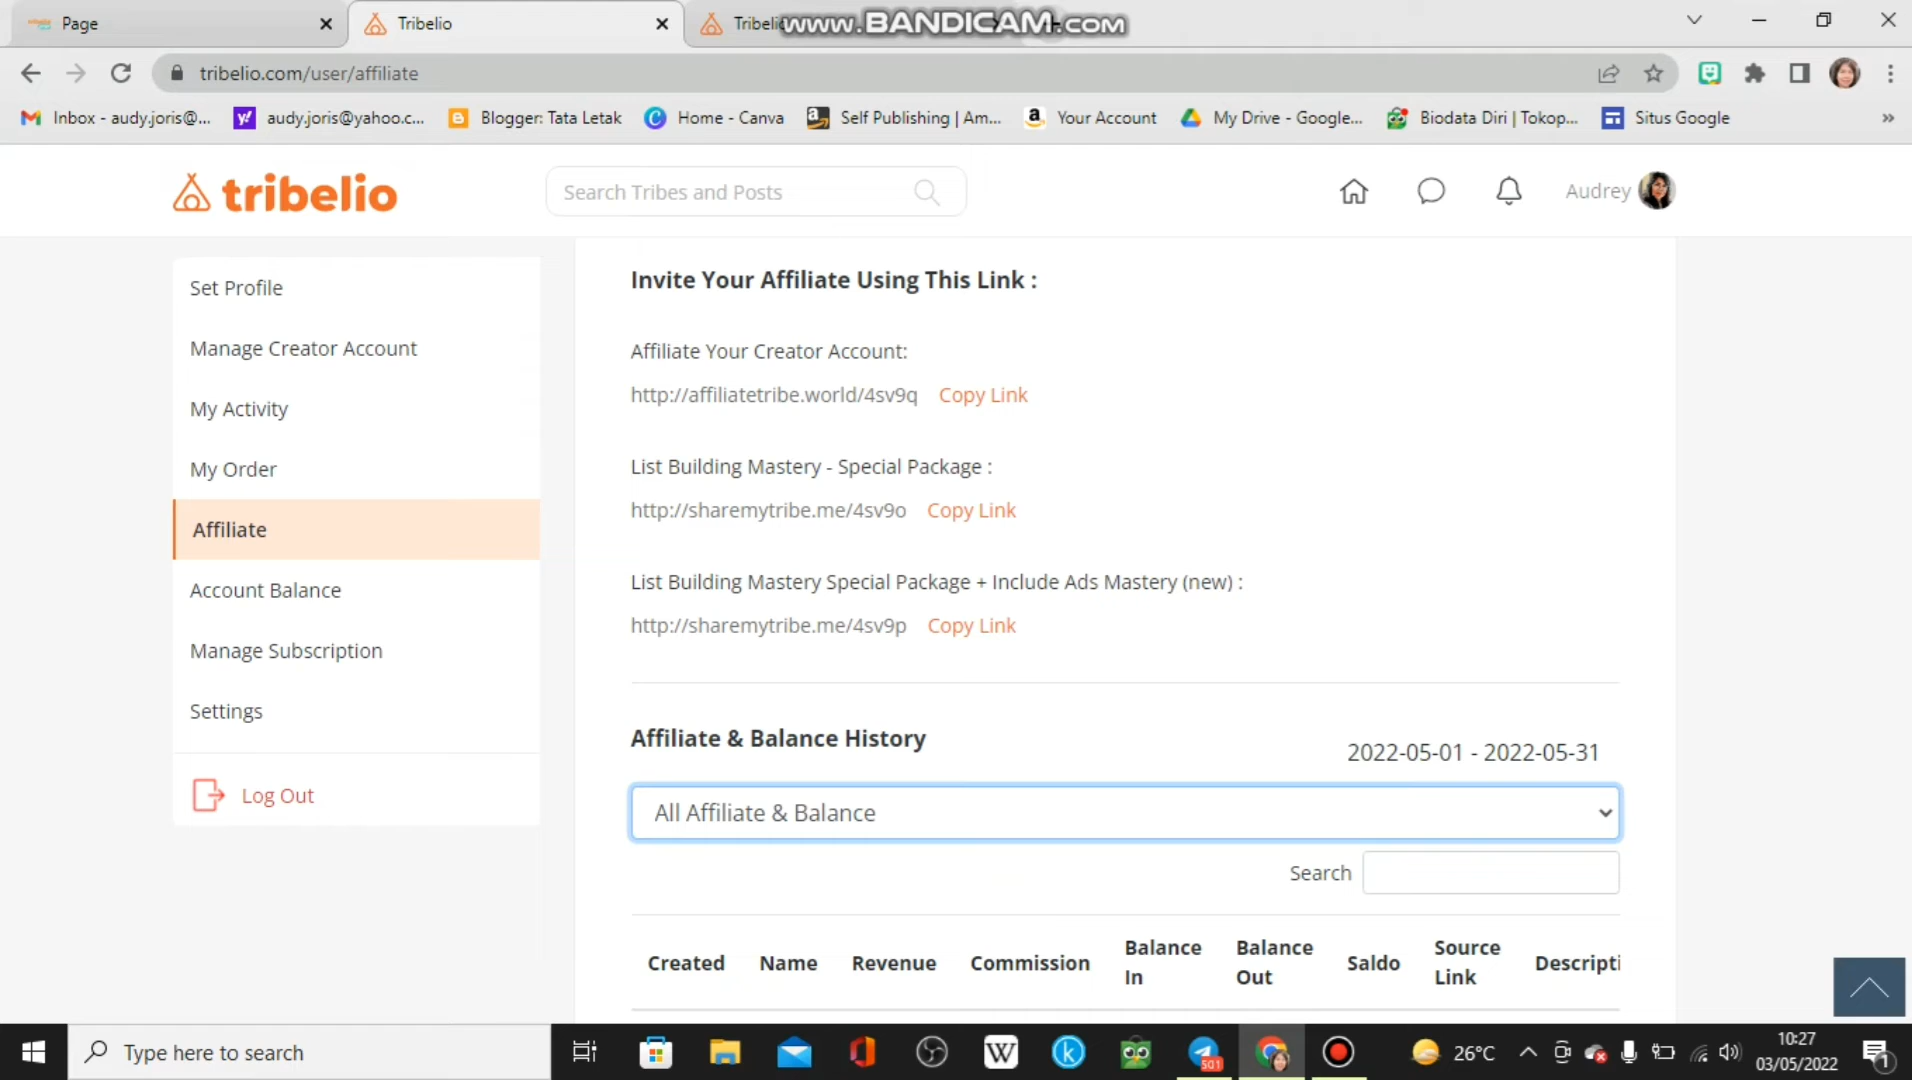 Page
Tribelio
Tribeli
www.BANDICAM.com
tribelio.com/user/affiliate
Inbox - audy.joris@...
audy.joris@yahoo.c...
Blogger: Tata Letak
Home - Canva
Self Publishing | Am...
Your Account
My Drive - Google...
Biodata Diri | Tokop...
Situs Google
tribelio
Search Tribes and Posts
Audrey
Set Profile
Manage Creator Account
My Activity
My Order
Affiliate
Account Balance
Manage Subscription
Settings
Log Out
Invite Your Affiliate Using This Link :
Affiliate Your Creator Account:
http://affiliatetribe.world/4sv9q Copy Link
List Building Mastery - Special Package :
http://sharemytribe.me/4sv9o Copy Link
List Building Mastery Special Package + Include Ads Mastery (new) :
http://sharemytribe.me/4sv9p Copy Link
Affiliate & Balance History
2022-05-01 - 2022-05-31
All Affiliate & Balance
Search
Created Name Revenue Commission Balance In Balance Out Saldo Source Link Descripti
Type here to search
501
26°C
10:27
03/05/2022
1